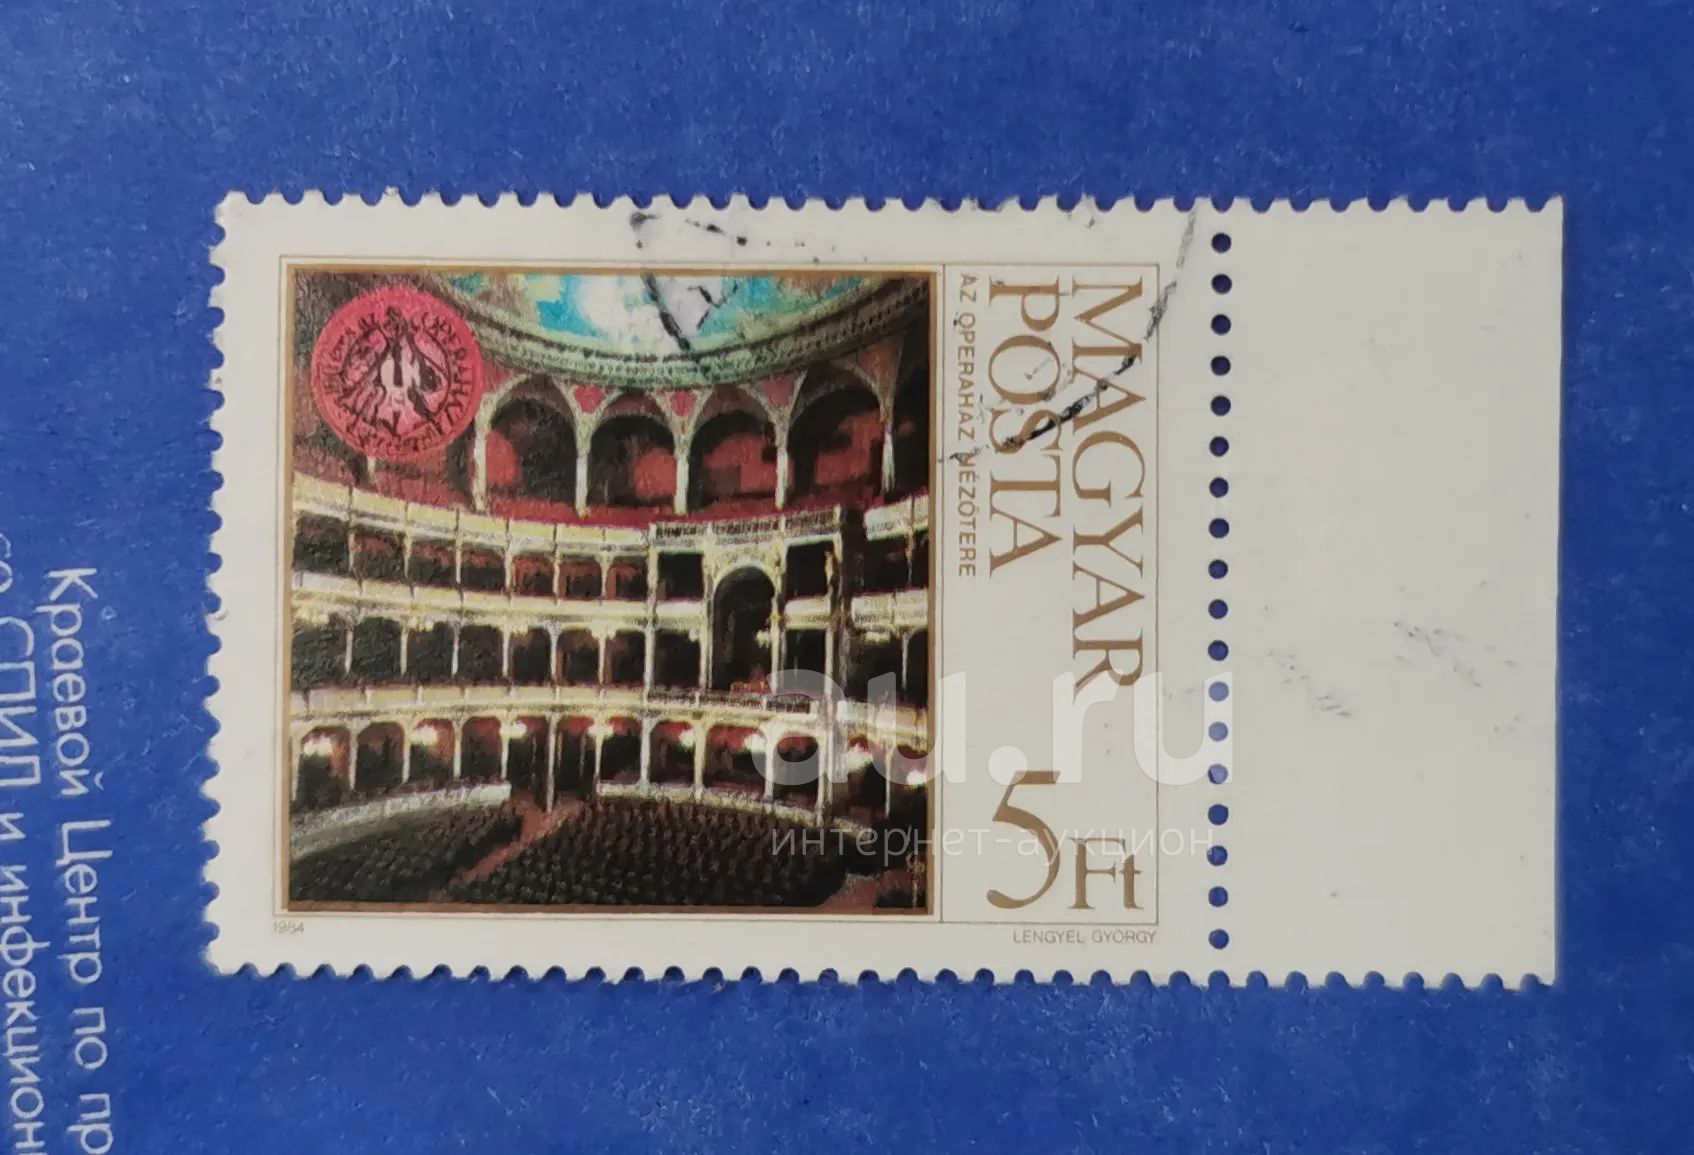 MAGYAR
POSTA
AZ OPERAHÁZ NÉZŐTERE
5Ft
1984
LENGYEL GYÖRGY
au.ru
интернет-аукцион
Краевой Центр по пр
СПИД и инфекцион